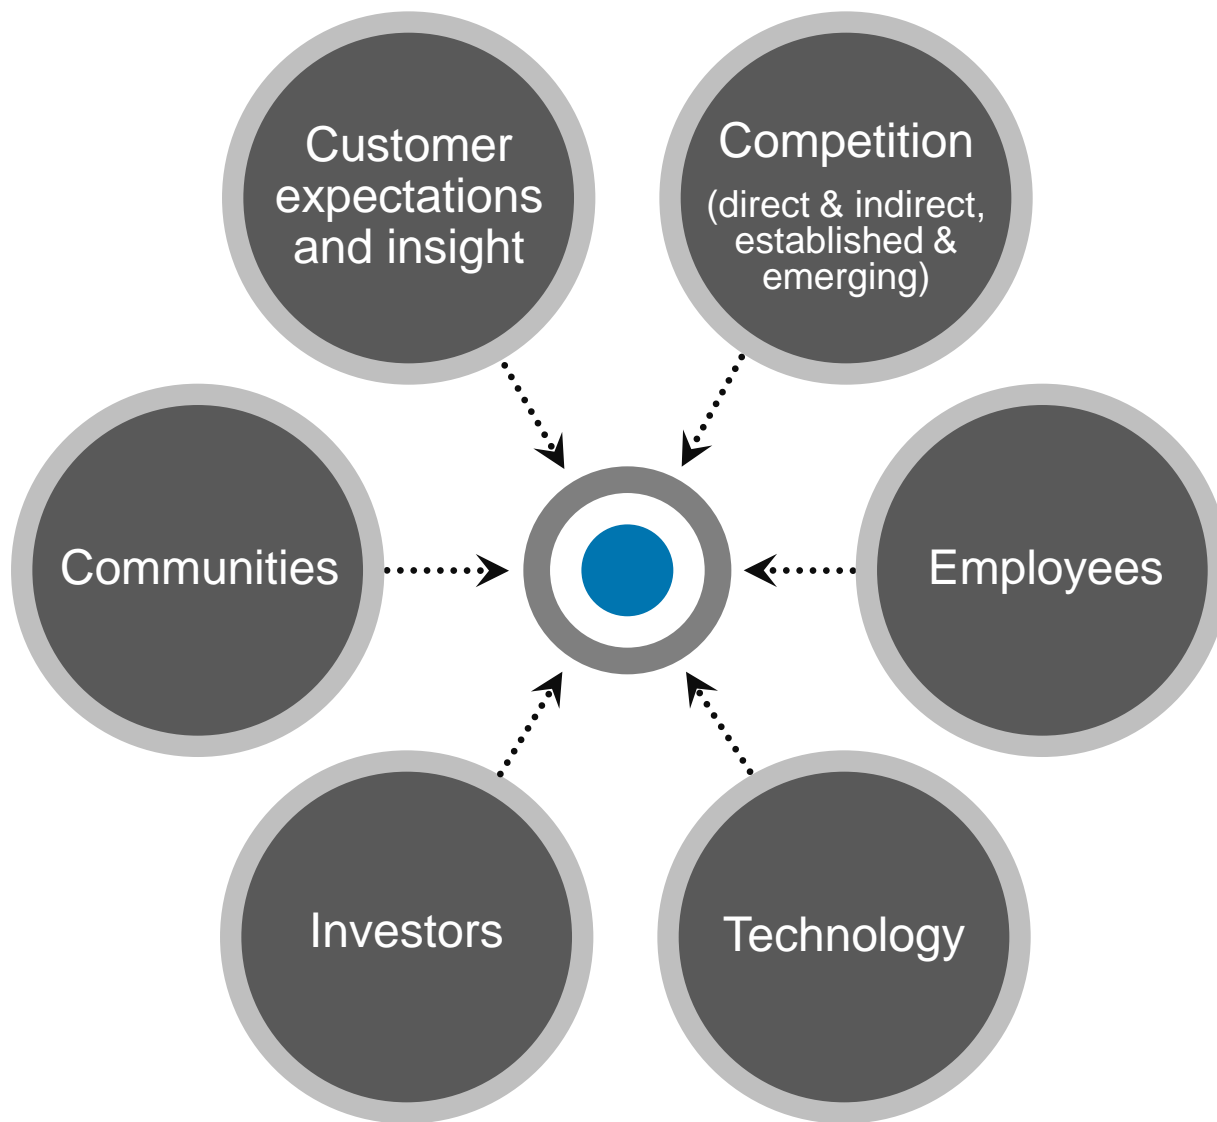 Customer
expectations
and insight
Competition
(direct & indirect,
established &
emerging)
Communities
Employees
Investors
Technology